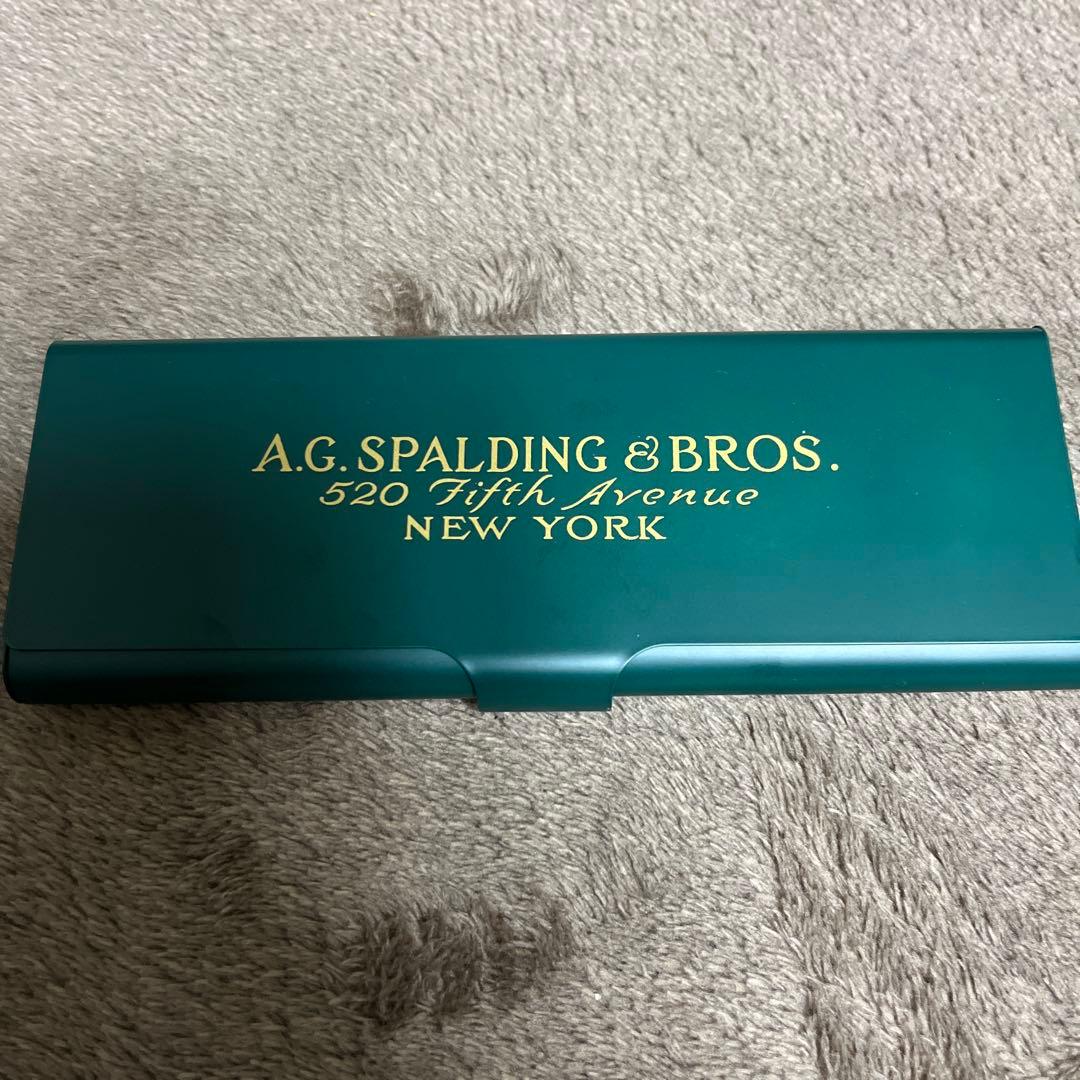 A.G. SPALDING & BROS.
520 Fifth Avenue
NEW YORK